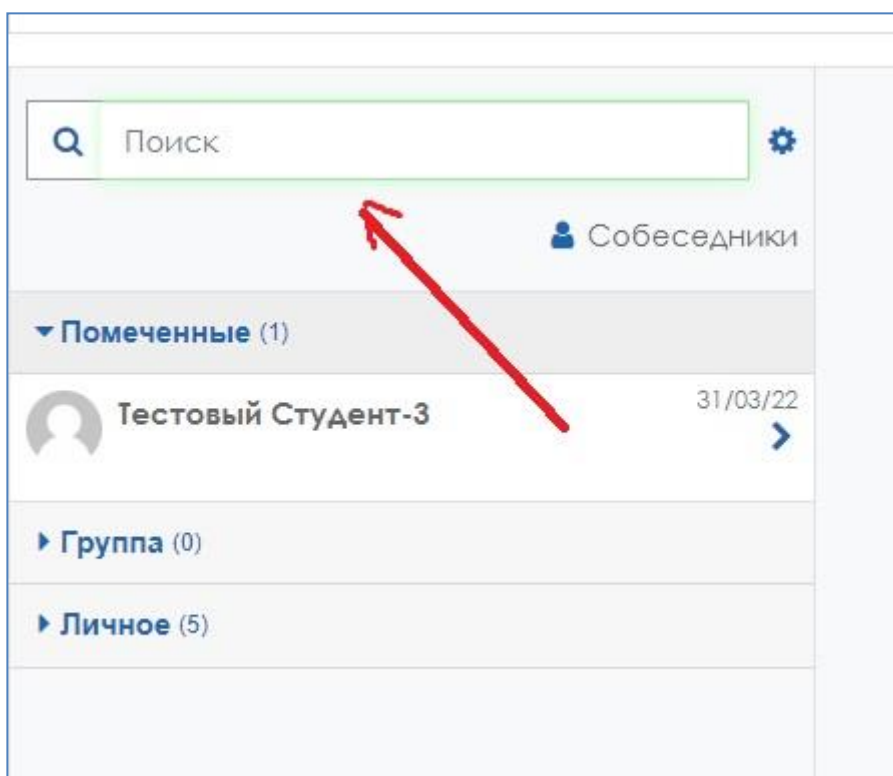 Поиск
Собеседники
Помеченные (1)
Тестовый Студент-3
31/03/22
Группа (0)
Личное (5)